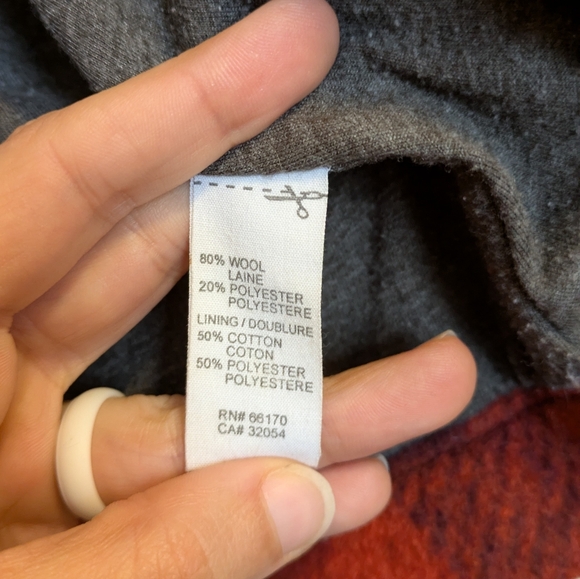 80% WOOL
LAINE
20% POLYESTER
POLYESTERE
LINING / DOUBLURE
50% COTTON
COTON
50% POLYESTER
POLYESTERE
RN# 66170
CA# 32054